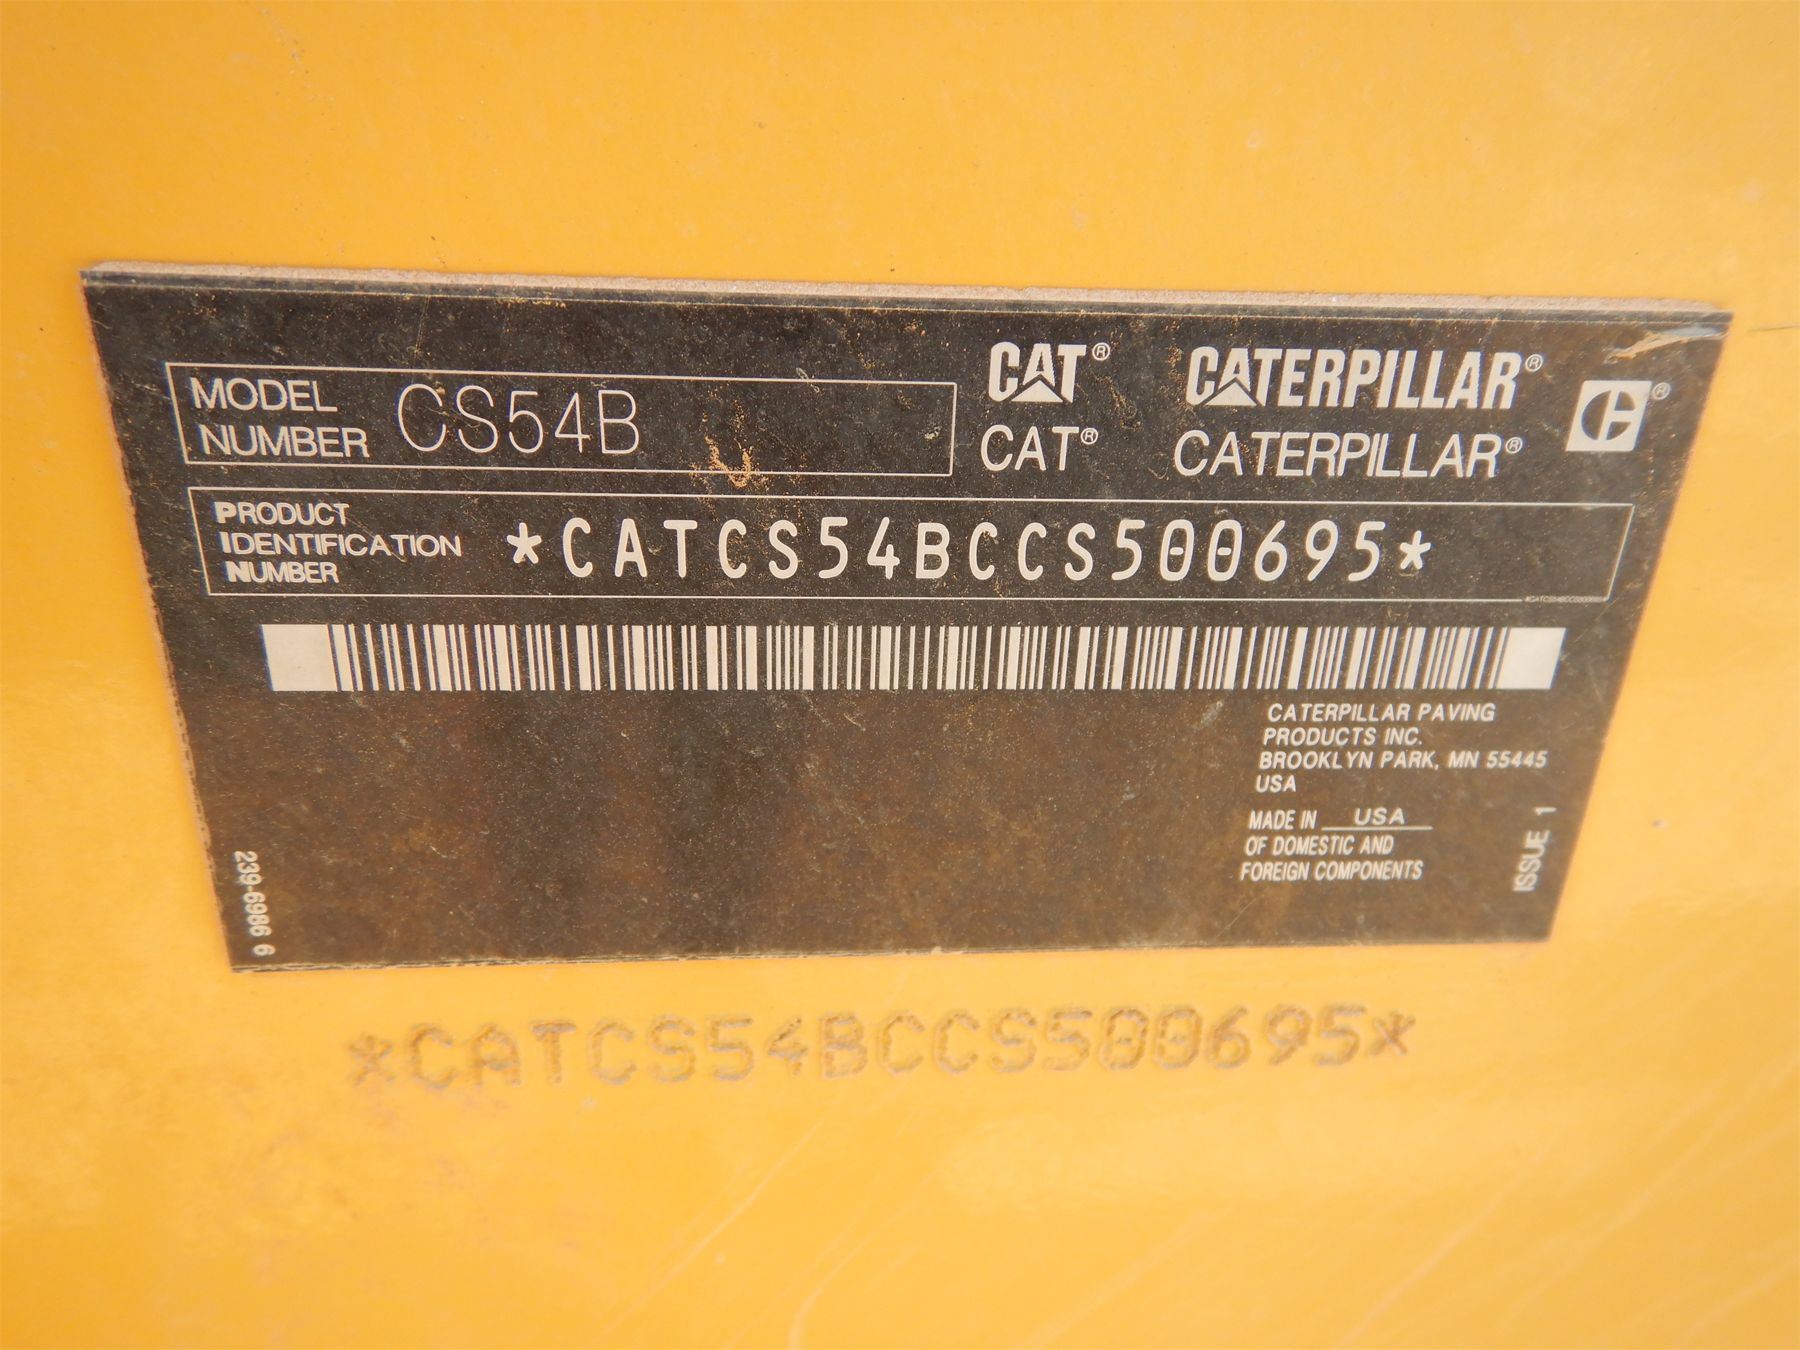 MODEL NUMBER CS54B
CAT® CATERPILLAR®
CAT® CATERPILLAR®
PRODUCT
IDENTIFICATION
NUMBER
*CATCS54BCCS500695*
*CATCS54BCCS500695*
CATERPILLAR PAVING
PRODUCTS INC.
BROOKLYN PARK, MN 55445
USA
MADE IN USA
OF DOMESTIC AND
FOREIGN COMPONENTS
ISSUE 1
239-6986 6
*CATCS54BCCS500695*